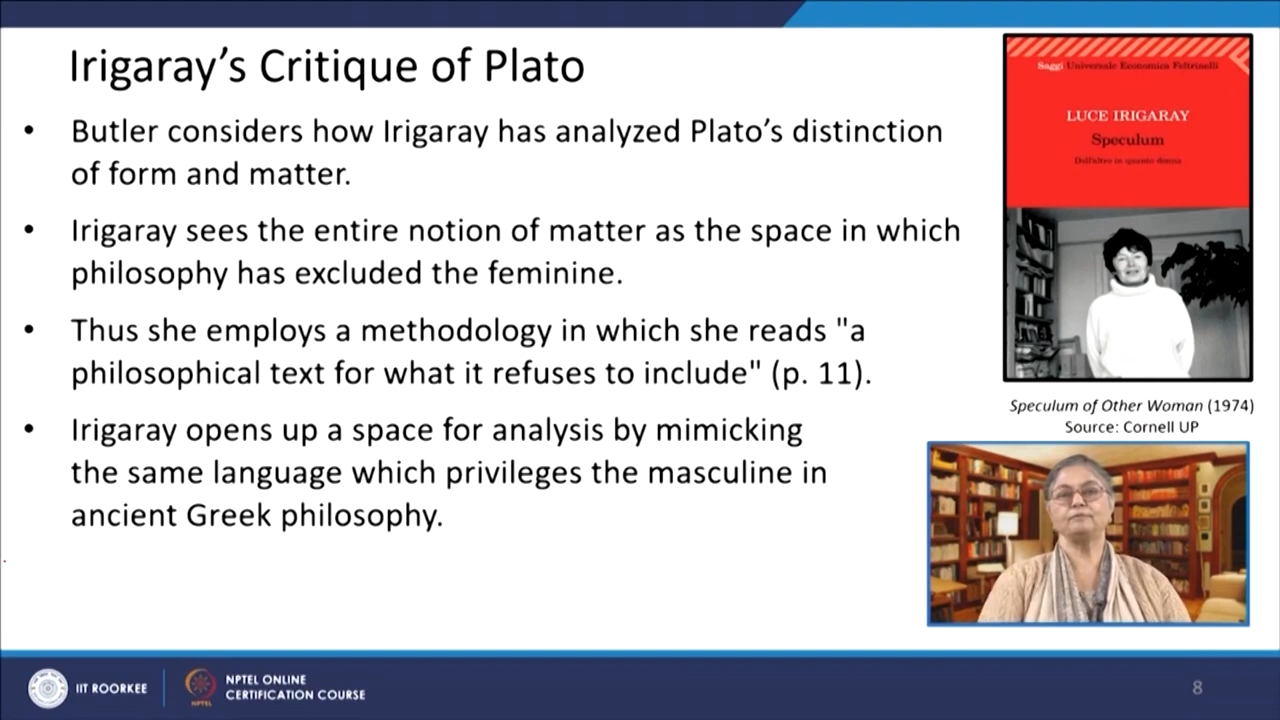 Irigaray's Critique of Plato
• Butler considers how Irigaray has analyzed Plato's distinction
of form and matter.
• Irigaray sees the entire notion of matter as the space in which
philosophy has excluded the feminine.
• Thus she employs a methodology in which she reads "a
philosophical text for what it refuses to include" (p. 11).
• Irigaray opens up a space for analysis by mimicking
the same language which privileges the masculine in
ancient Greek philosophy.
Saggi Universale Economica Feltrinelli
LUCE IRIGARAY
Speculum
Dell'altro in quanto donna
Speculum of Other Woman (1974)
Source: Cornell UP
IIT ROORKEE
NPTEL
NPTEL ONLINE
CERTIFICATION COURSE
8